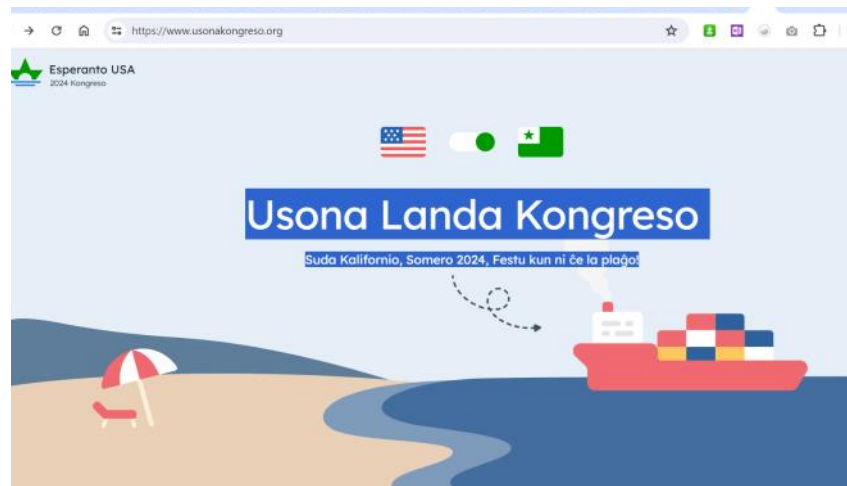 https://www.usonakongreso.org
Esperanto USA
2024 Kongreso
Usona Landa Kongreso
Suda Kalifornio, Somero 2024, Festu kun ni ĉe la plaĝo!